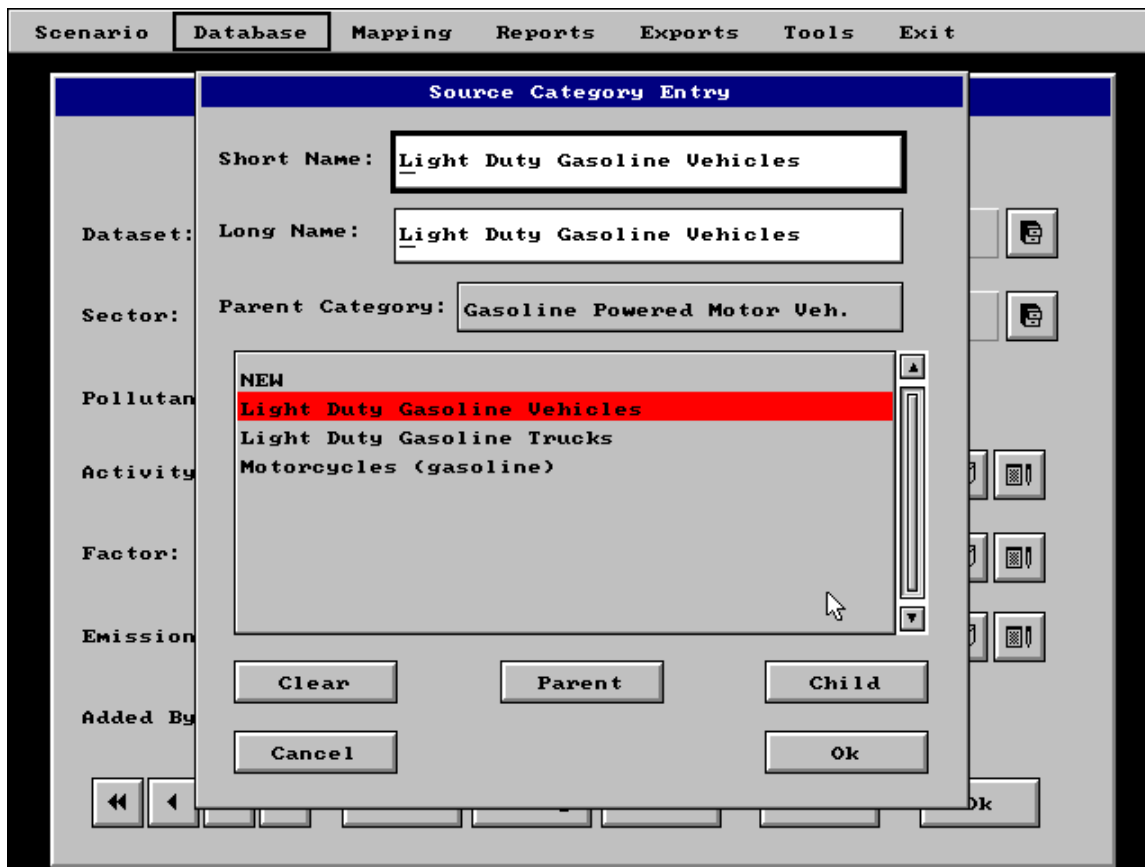 Scenario Database Mapping Reports Exports Tools Exit
Source Category Entry
Short Name: Light Duty Gasoline Vehicles
Long Name: Light Duty Gasoline Vehicles
Dataset:
Parent Category: Gasoline Powered Motor Veh.
Sector:
NEW
Pollutan
Light Duty Gasoline Vehicles
Light Duty Gasoline Trucks
Motorcycles (gasoline)
Activity
Factor:
Emission
Clear Parent Child
Added By
Cancel Ok
Ok